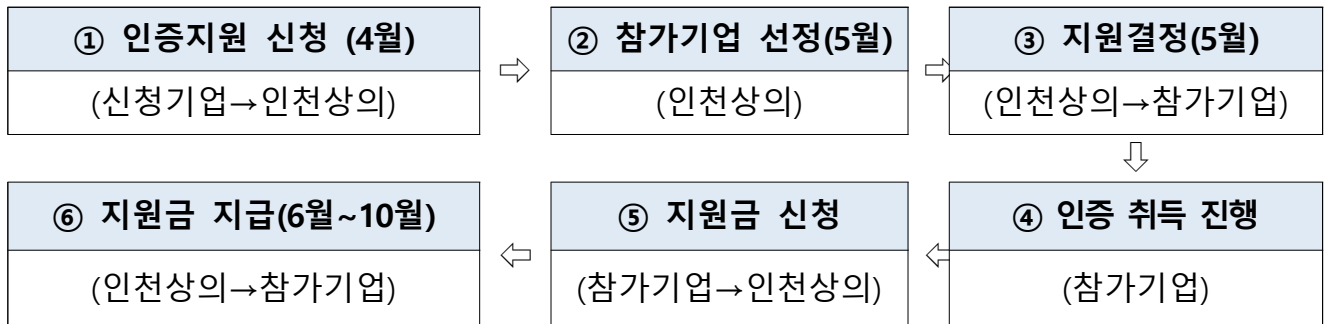 ① 인증지원 신청 (4월)
(신청기업→인천상의)
⇨
② 참가기업 선정(5월)
(인천상의)
⇨
③ 지원결정(5월)
(인천상의→참가기업)
⇩
④ 인증 취득 진행
(참가기업)
⇦
⑤ 지원금 신청
(참가기업→인천상의)
⇦
⑥ 지원금 지급(6월~10월)
(인천상의→참가기업)